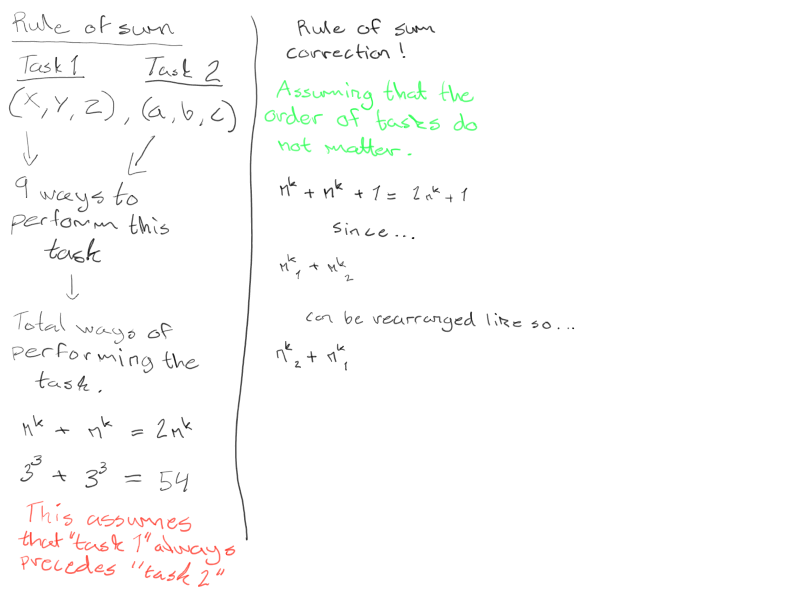 Rule of sum
Task 1 Task 2
(X, Y, Z), (a, b, c)
9 ways to
perform this
task
Total ways of
performing the
task.
n^k + n^k = 2n^k
3^3 + 3^3 = 54
This assumes
that "task 1" always
precedes "task 2"
Rule of sum
correction!
Assuming that the
order of tasks do
not matter.
n^k + n^k + 1 = 2n^k + 1
since...
n^k_1 + n^k_2
can be rearranged like so...
n^k_2 + n^k_1